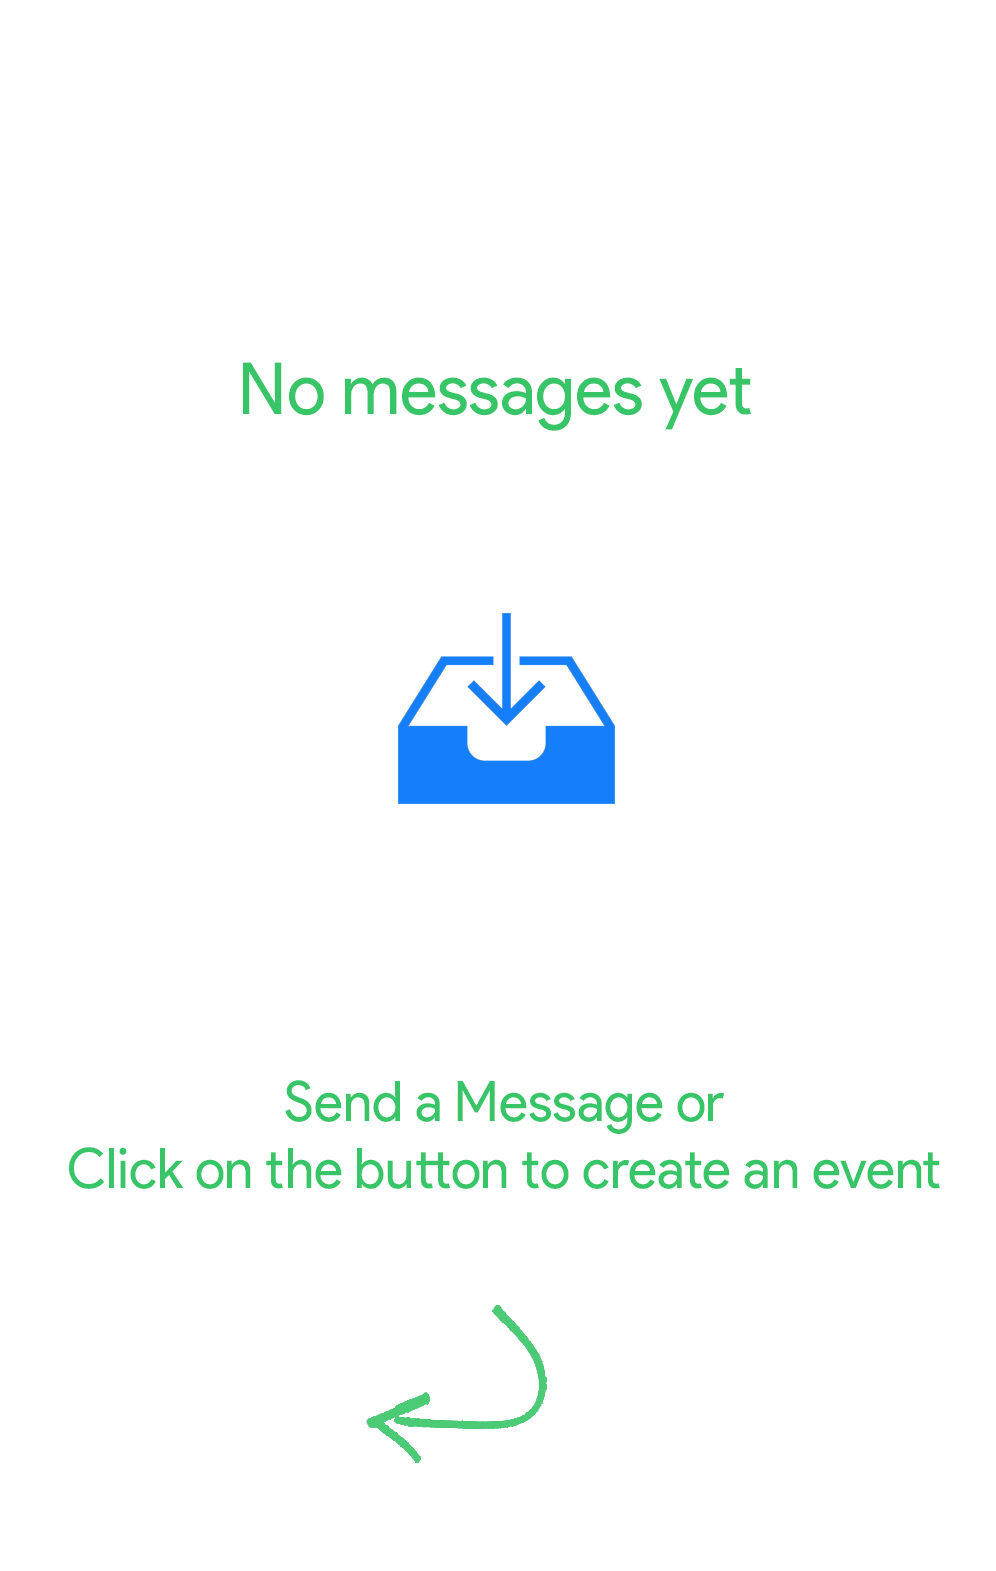 No messages yet
Send a Message or
Click on the button to create an event